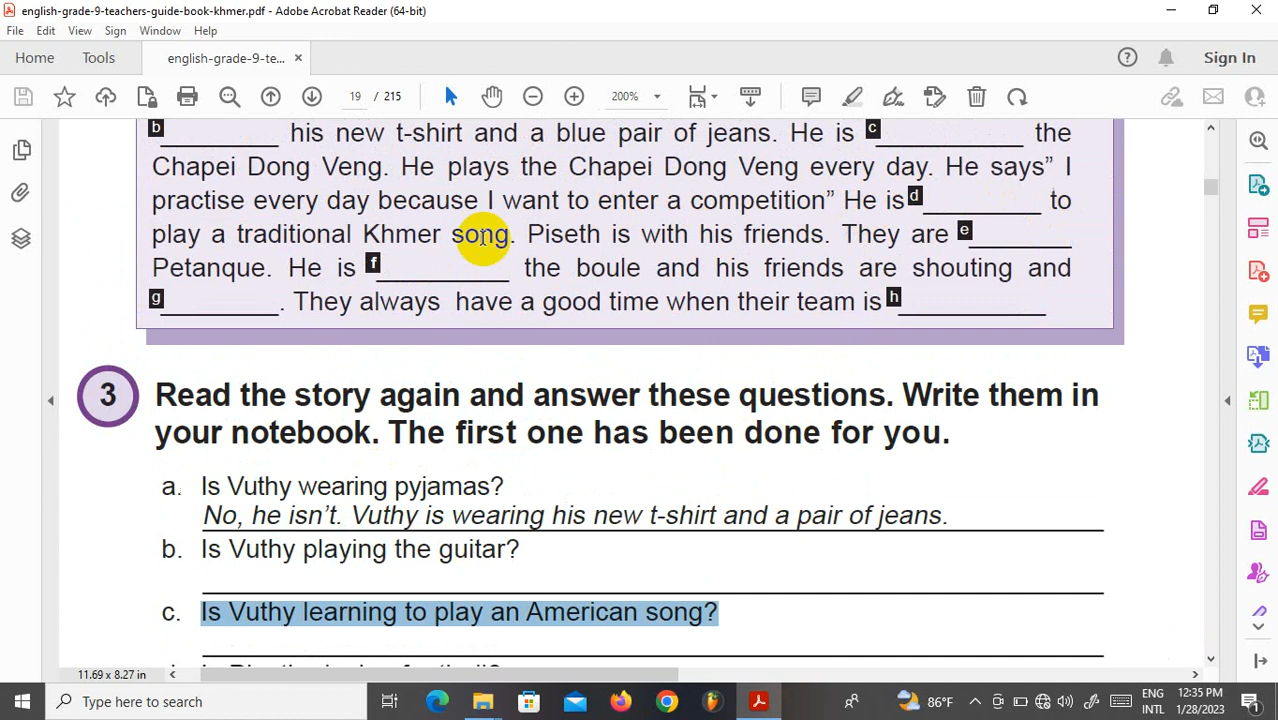 english-grade-9-teachers-guide-book-khmer.pdf - Adobe Acrobat Reader (64-bit)
File Edit View Sign Window Help
Home Tools english-grade-9-te... × Sign In
19 / 215 200%
b ________ his new t-shirt and a blue pair of jeans. He is c ________ the
Chapei Dong Veng. He plays the Chapei Dong Veng every day. He says” I
practise every day because I want to enter a competition” He is d ________ to
play a traditional Khmer song. Piseth is with his friends. They are e ________
Petanque. He is f ________ the boule and his friends are shouting and
g ________. They always have a good time when their team is h ________
3 Read the story again and answer these questions. Write them in
your notebook. The first one has been done for you.
a. Is Vuthy wearing pyjamas?
No, he isn’t. Vuthy is wearing his new t-shirt and a pair of jeans.
b. Is Vuthy playing the guitar?
c. Is Vuthy learning to play an American song?
11.69 x 8.27 in
Type here to search 86°F ENG 12:35 PM
INTL 1/28/2023